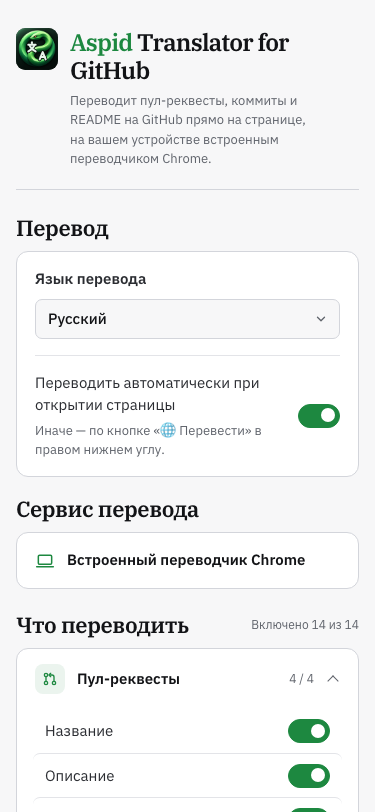 Aspid Translator for
GitHub
Переводит пул-реквесты, коммиты и
README на GitHub прямо на странице,
на вашем устройстве встроенным
переводчиком Chrome.
Перевод
Язык перевода
Русский
Переводить автоматически при
открытии страницы
Иначе — по кнопке «🌐 Перевести» в
правом нижнем углу.
Сервис перевода
Встроенный переводчик Chrome
Что переводить
Включено 14 из 14
Пул-реквесты
4 / 4
Название
Описание